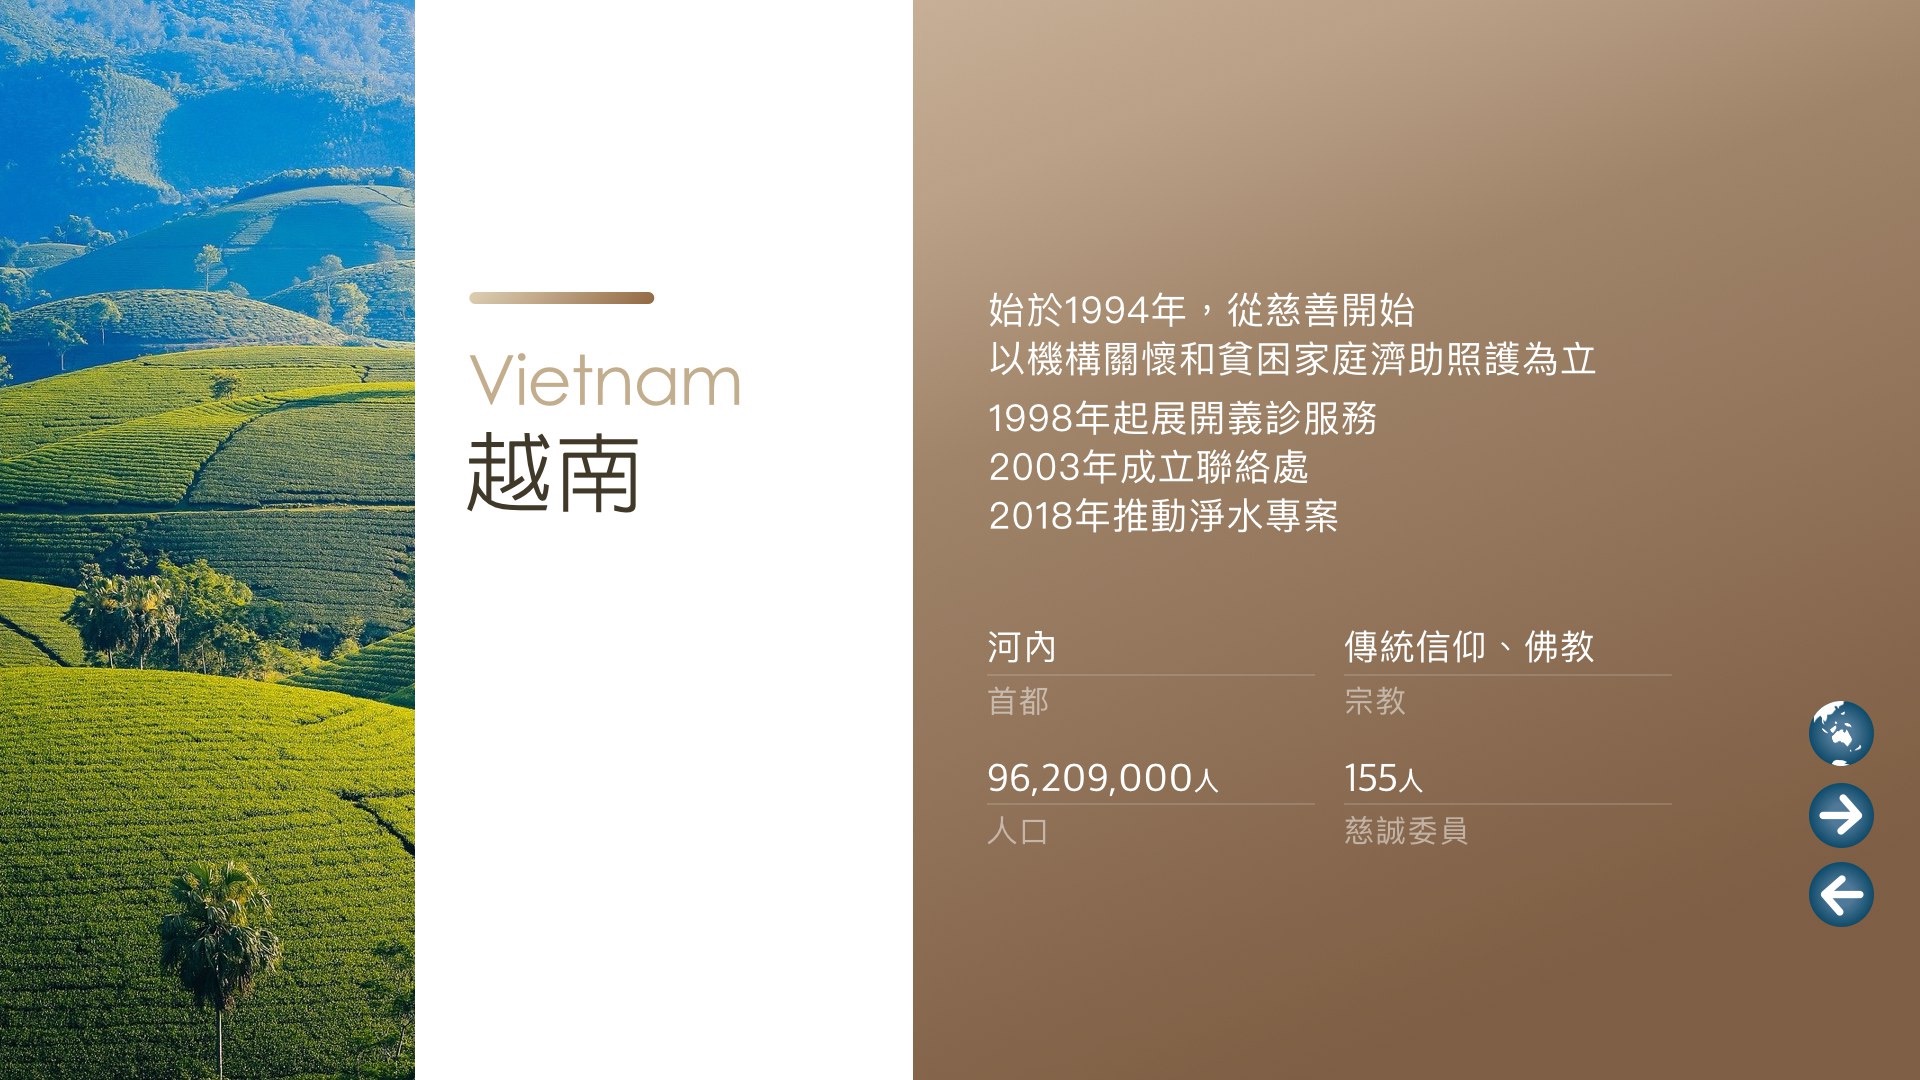 Vietnam
越南
始於1994年，從慈善開始
以機構關懷和貧困家庭濟助照護為立
1998年起展開義診服務
2003年成立聯絡處
2018年推動淨水專案
河內
首都
傳統信仰、佛教
宗教
96,209,000人
人口
155人
慈誠委員